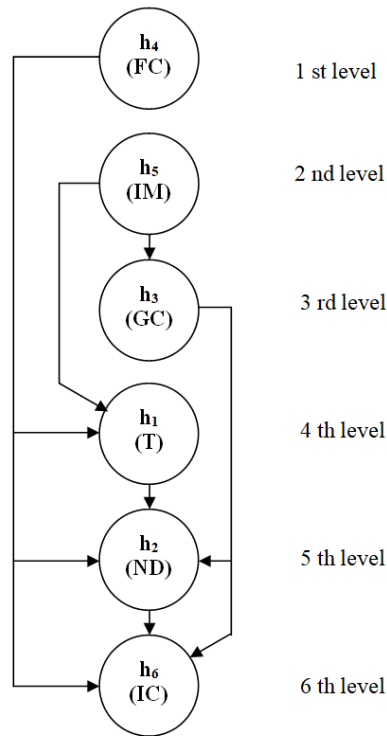 h₄
(FC)
1 st level
h₅
(IM)
2 nd level
h₃
(GC)
3 rd level
h₁
(T)
4 th level
h₂
(ND)
5 th level
h₆
(IC)
6 th level